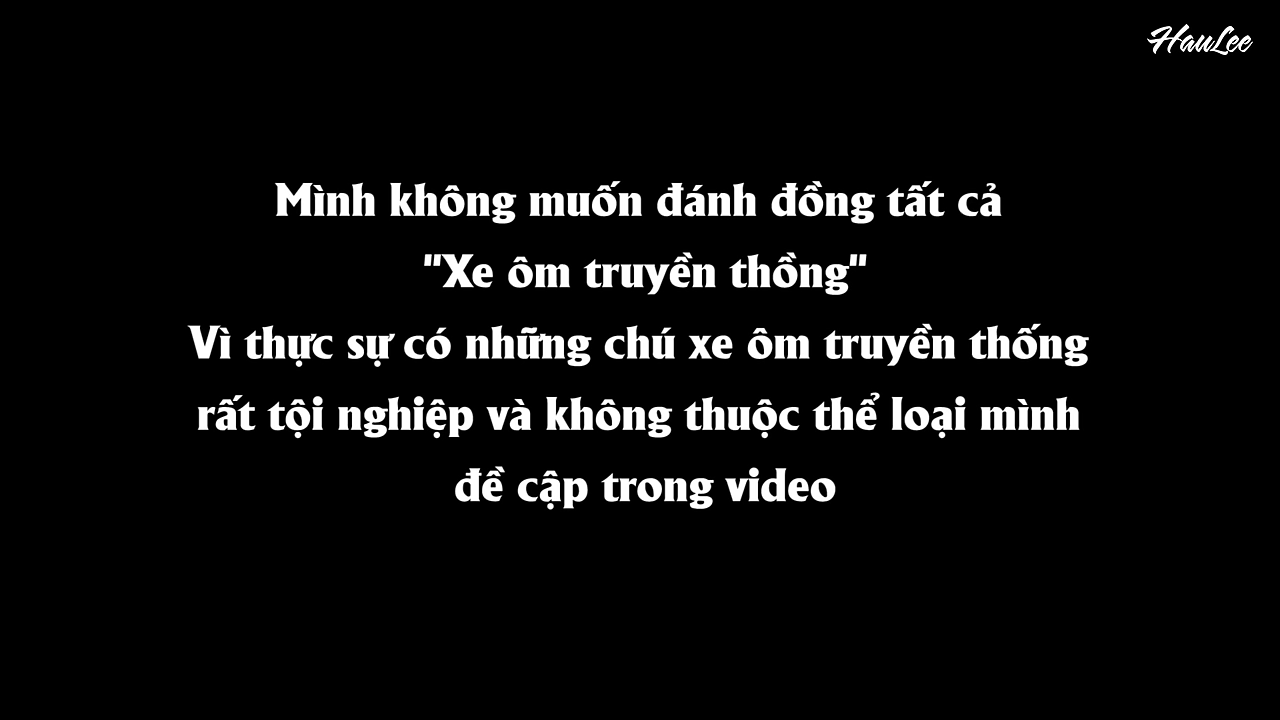 HauLee
Mình không muốn đánh đồng tất cả
"Xe ôm truyền thồng"
Vì thực sự có những chú xe ôm truyền thống
rất tội nghiệp và không thuộc thể loại mình
đề cập trong video